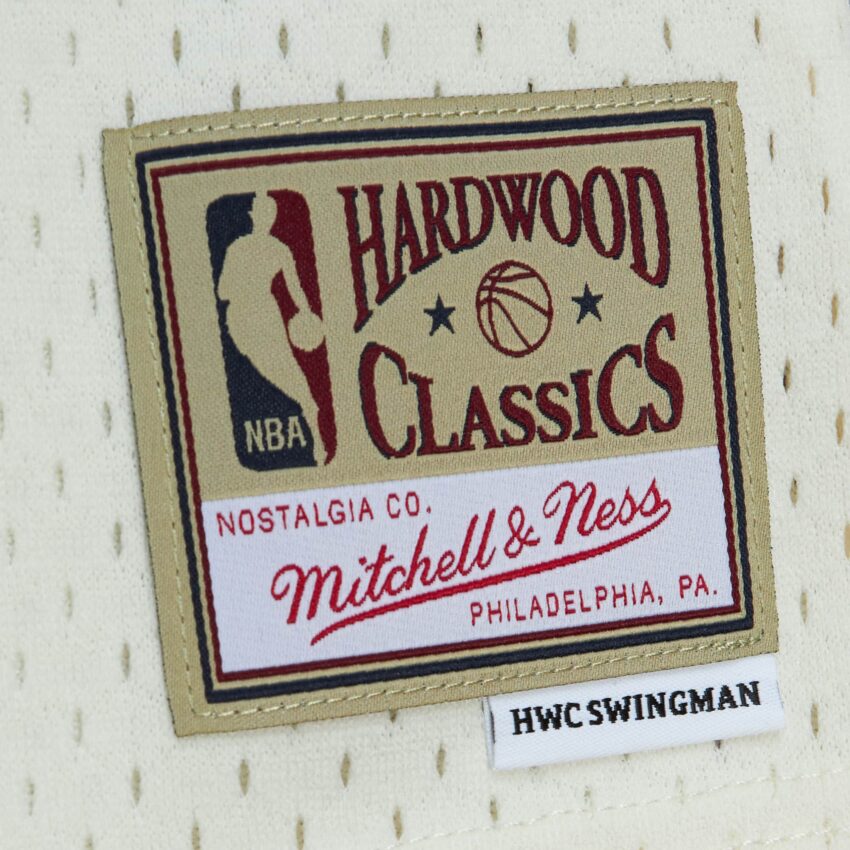 HARDWOOD
CLASSICS
NBA
NOSTALGIA CO.
Mitchell & Ness
PHILADELPHIA, PA.
HWC SWINGMAN